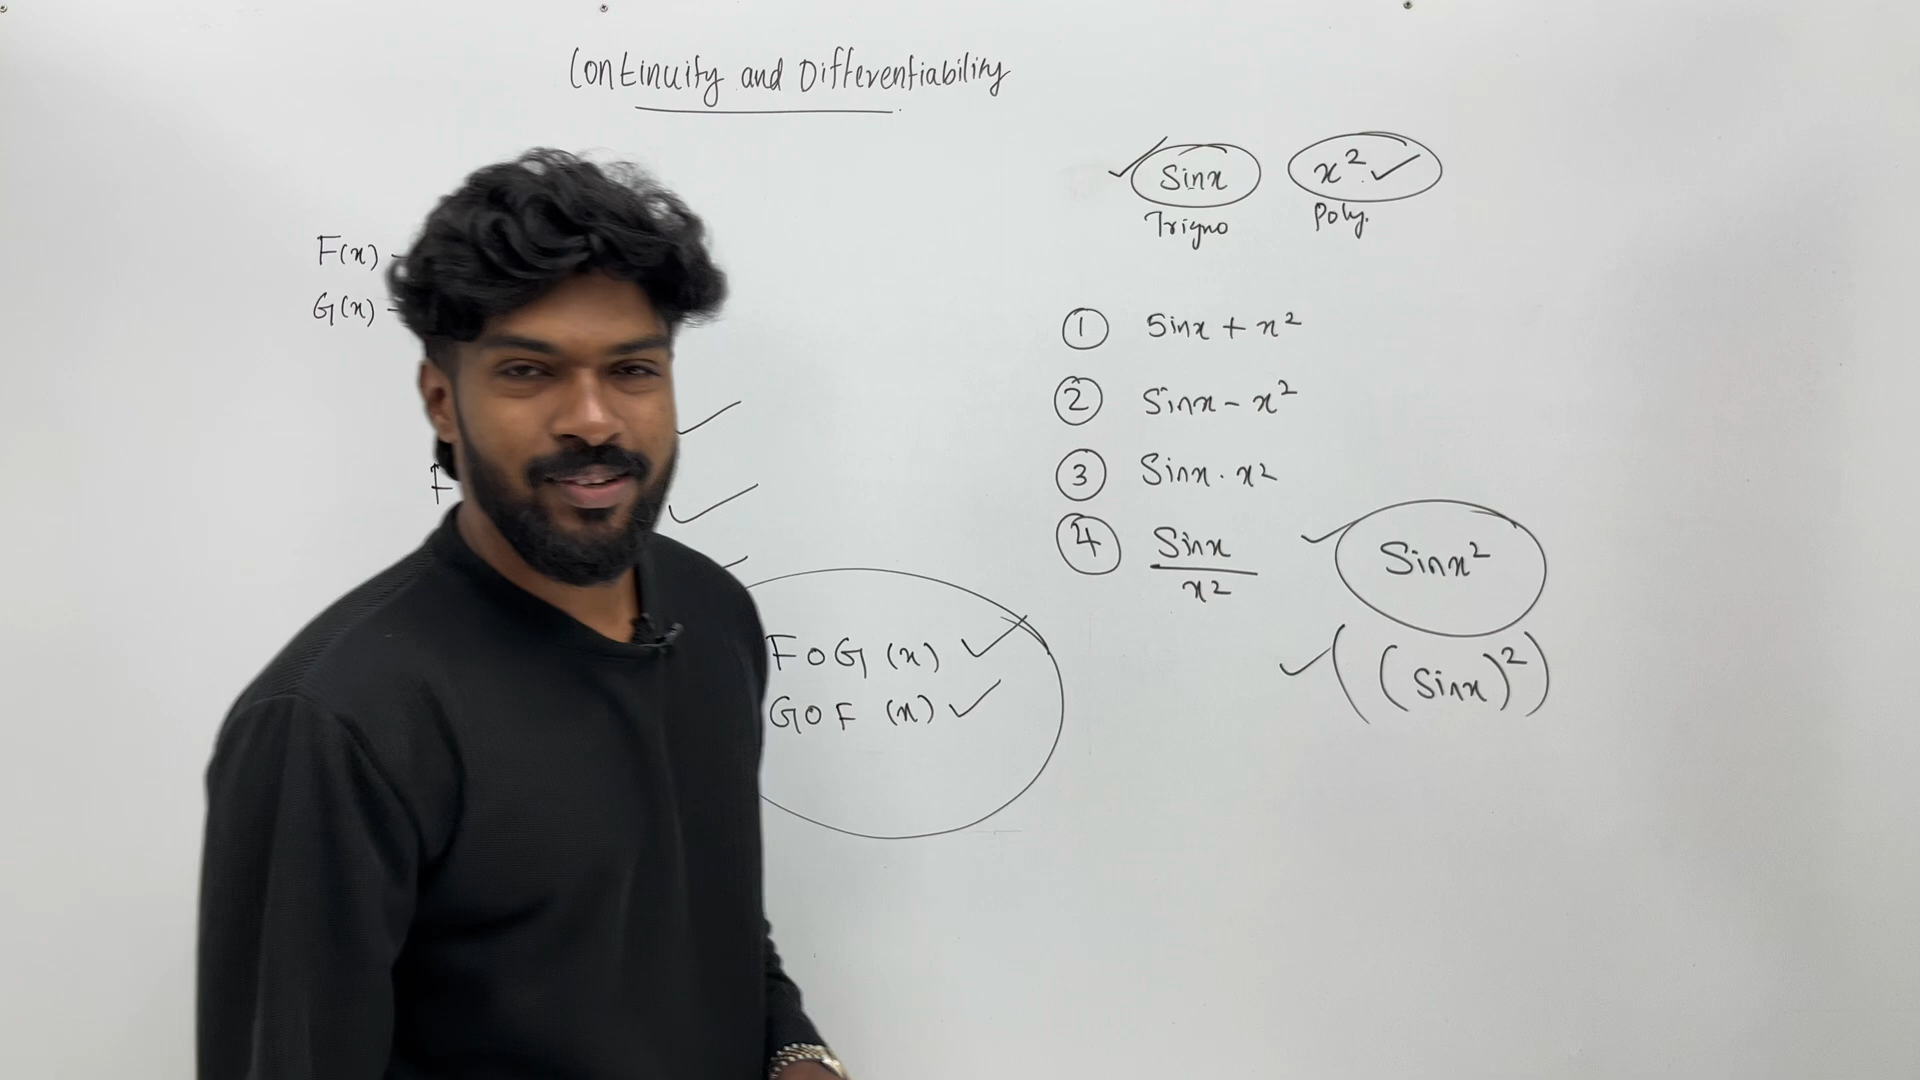 Continuity and Differentiability
F(x)
G(x)
F
FOG (x)
GOF (x)
Sinx x²
Trigno Poly.
① Sinx + x²
② Sinx - x²
③ Sinx . x²
④ Sinx
x²
Sinx²
((Sinx)²)